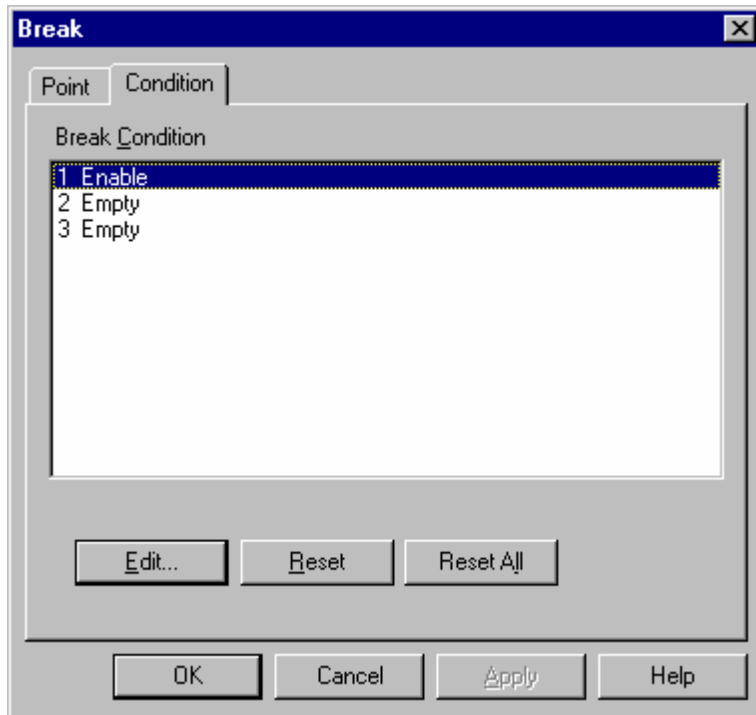 Break
Point Condition
Break Condition
1 Enable
2 Empty
3 Empty
Edit... Reset Reset All
OK Cancel Apply Help